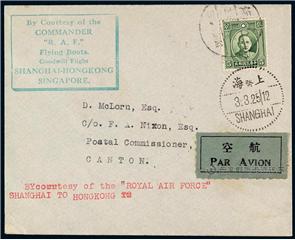 By Courtesy of the
COMMANDER
"R. A. F."
Flying Boats.
Goodwill Flight
SHANGHAI-HONGKONG
SINGAPORE.
D. McLorn, Esq.
C/o. F. A. Nixon, Esq.
Postal Commissioner,
CANTON.
上海
3.3.25/12
SHANGHAI
空航
PAR AVION
BYcourtesy of the "ROYAL AIR FORCE"
SHANGHAI TO HONGKONG